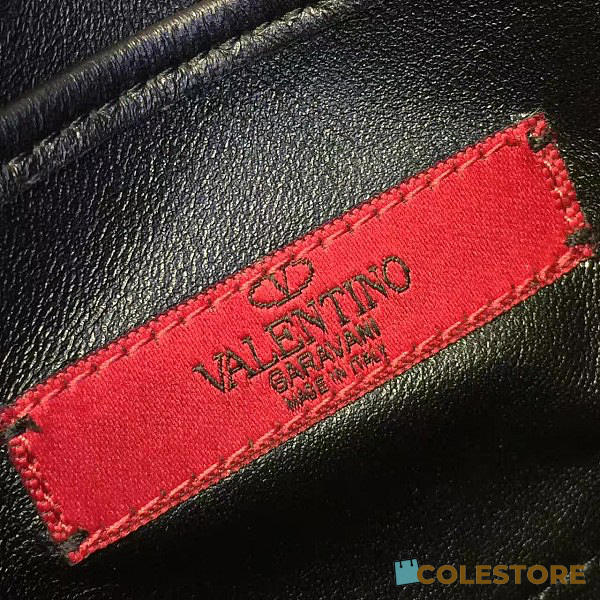 VALENTINO
GARAVANI
MADE IN ITALY
COLESTORE